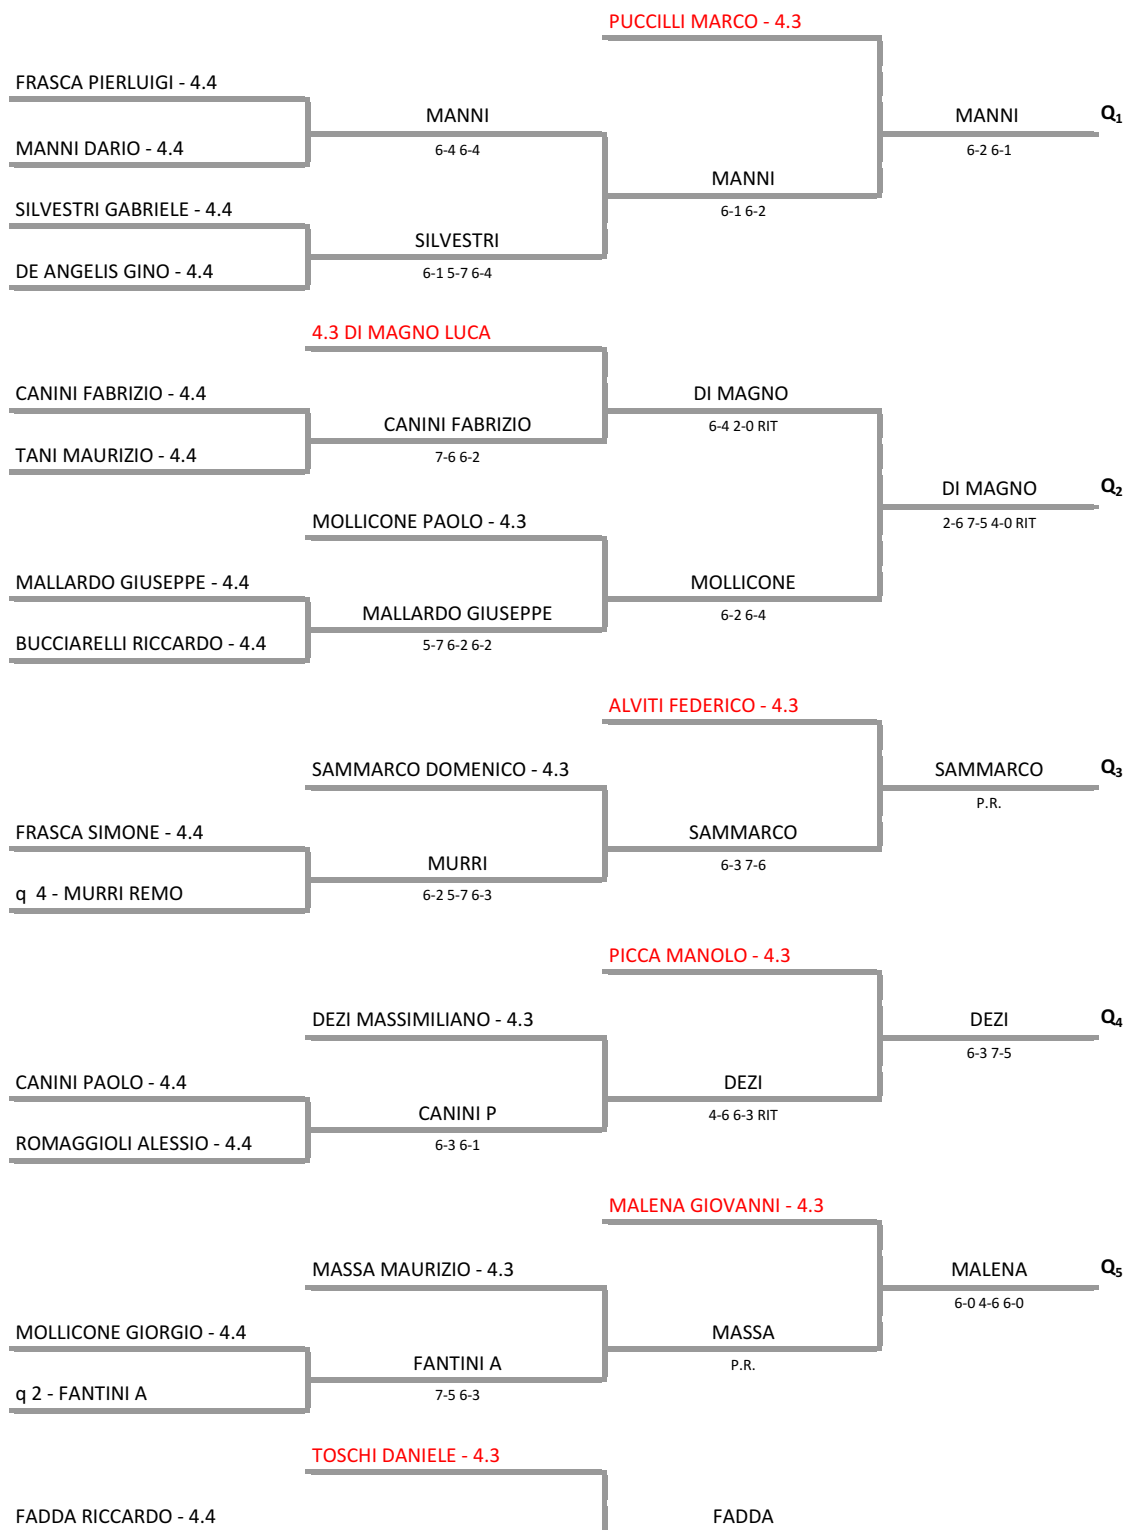 PUCCILLI MARCO - 4.3
FRASCA PIERLUIGI - 4.4
MANNI
MANNI
Q1
MANNI DARIO - 4.4
6-4 6-4
6-2 6-1
MANNI
SILVESTRI GABRIELE - 4.4
6-1 6-2
SILVESTRI
DE ANGELIS GINO - 4.4
6-1 5-7 6-4
4.3 DI MAGNO LUCA
CANINI FABRIZIO - 4.4
DI MAGNO
CANINI FABRIZIO
6-4 2-0 RIT
TANI MAURIZIO - 4.4
7-6 6-2
DI MAGNO
Q2
MOLLICONE PAOLO - 4.3
2-6 7-5 4-0 RIT
MALLARDO GIUSEPPE - 4.4
MOLLICONE
MALLARDO GIUSEPPE
6-2 6-4
BUCCIARELLI RICCARDO - 4.4
5-7 6-2 6-2
ALVITI FEDERICO - 4.3
SAMMARCO DOMENICO - 4.3
SAMMARCO
Q3
P.R.
FRASCA SIMONE - 4.4
SAMMARCO
MURRI
6-3 7-6
q 4 - MURRI REMO
6-2 5-7 6-3
PICCA MANOLO - 4.3
DEZI MASSIMILIANO - 4.3
DEZI
Q4
6-3 7-5
CANINI PAOLO - 4.4
DEZI
CANINI P
4-6 6-3 RIT
ROMAGGIOLI ALESSIO - 4.4
6-3 6-1
MALENA GIOVANNI - 4.3
MASSA MAURIZIO - 4.3
MALENA
Q5
6-0 4-6 6-0
MOLLICONE GIORGIO - 4.4
MASSA
FANTINI A
P.R.
q 2 - FANTINI A
7-5 6-3
TOSCHI DANIELE - 4.3
FADDA RICCARDO - 4.4
FADDA